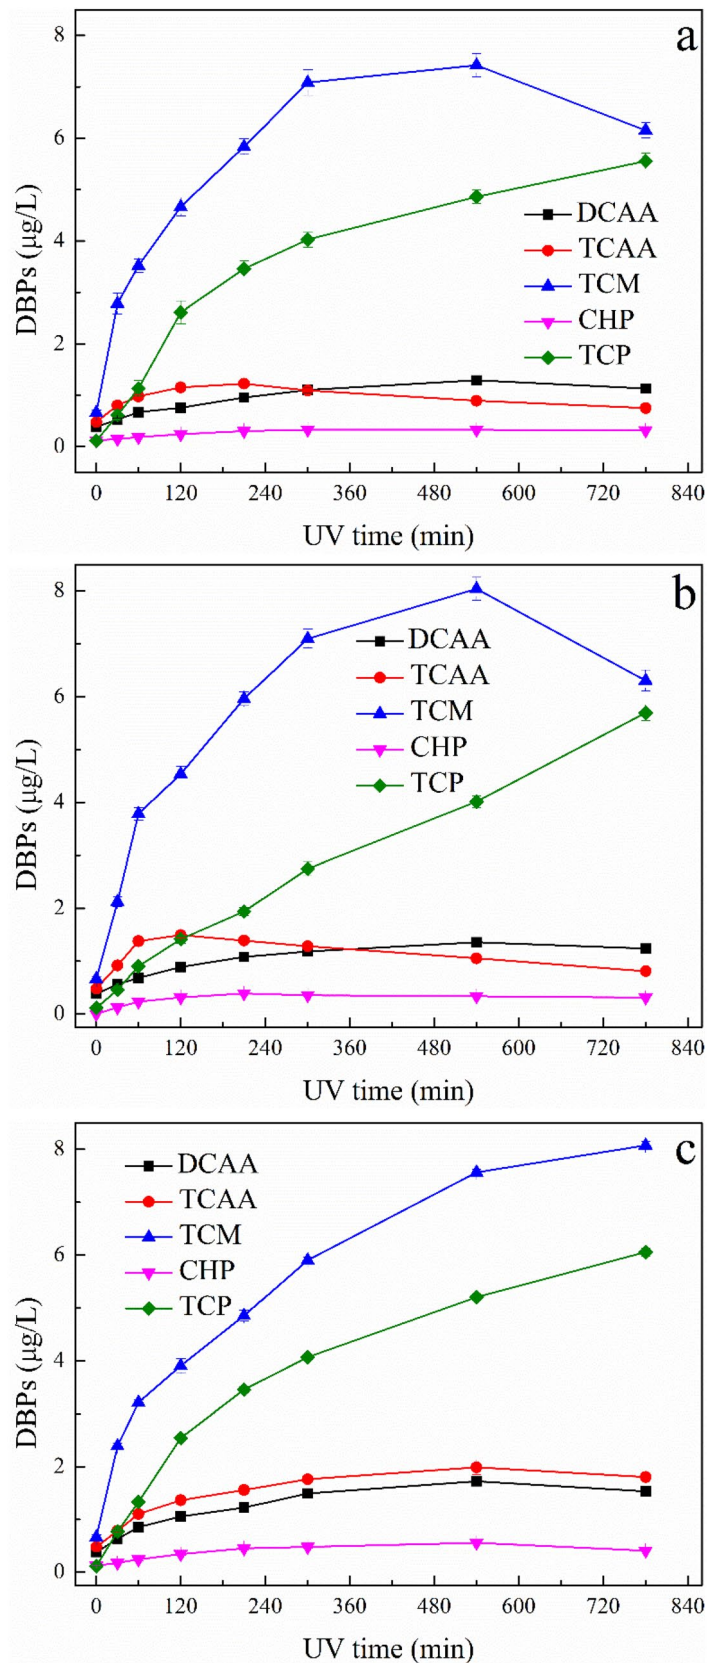 a
8
6
4
2
0
DBPs (μg/L)
DCAA
TCAA
TCM
CHP
TCP
0 120 240 360 480 600 720 840
UV time (min)
b
8
6
4
2
0
DBPs (μg/L)
DCAA
TCAA
TCM
CHP
TCP
0 120 240 360 480 600 720 840
UV time (min)
c
8
6
4
2
0
DBPs (μg/L)
DCAA
TCAA
TCM
CHP
TCP
0 120 240 360 480 600 720 840
UV time (min)